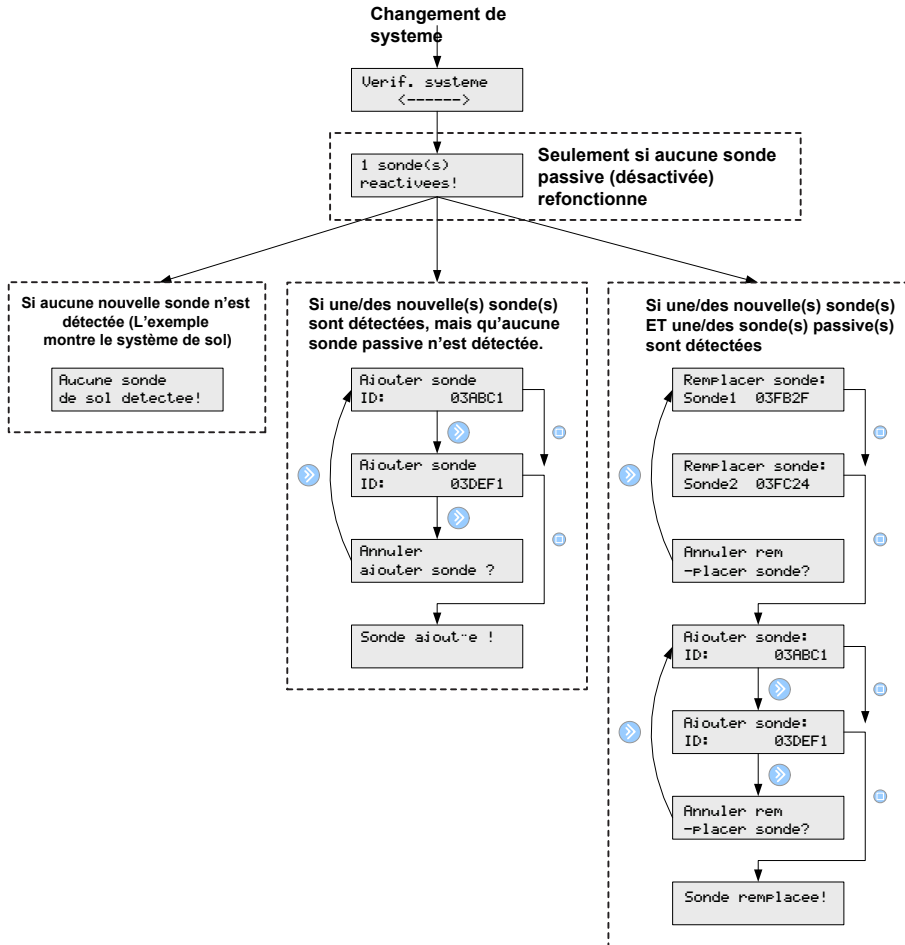 Changement de
systeme
Verif. systeme
<------>
1 sonde(s)
reactivees!
Seulement si aucune sonde
passive (désactivée)
refonctionne
Si aucune nouvelle sonde n'est
détectée (L'exemple
montre le système de sol)
Aucune sonde
de sol detectee!
Si une/des nouvelle(s) sonde(s)
sont détectées, mais qu'aucune
sonde passive n'est détectée.
Ajouter sonde
ID: 03ABC1
Ajouter sonde
ID: 03DEF1
Annuler
ajouter sonde ?
Sonde ajout¨e !
Si une/des nouvelle(s) sonde(s)
ET une/des sonde(s) passive(s)
sont détectées
Remplacer sonde:
Sonde1 03FB2F
Remplacer sonde:
Sonde2 03FC24
Annuler rem
-placer sonde?
Ajouter sonde:
ID: 03ABC1
Ajouter sonde:
ID: 03DEF1
Annuler rem
-placer sonde?
Sonde remplacee!